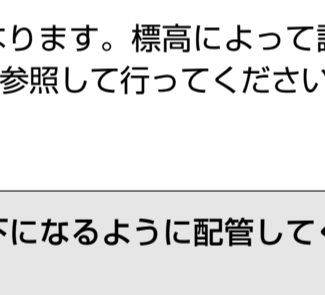 なります。標高によって
参照して行ってください
下になるように配管して